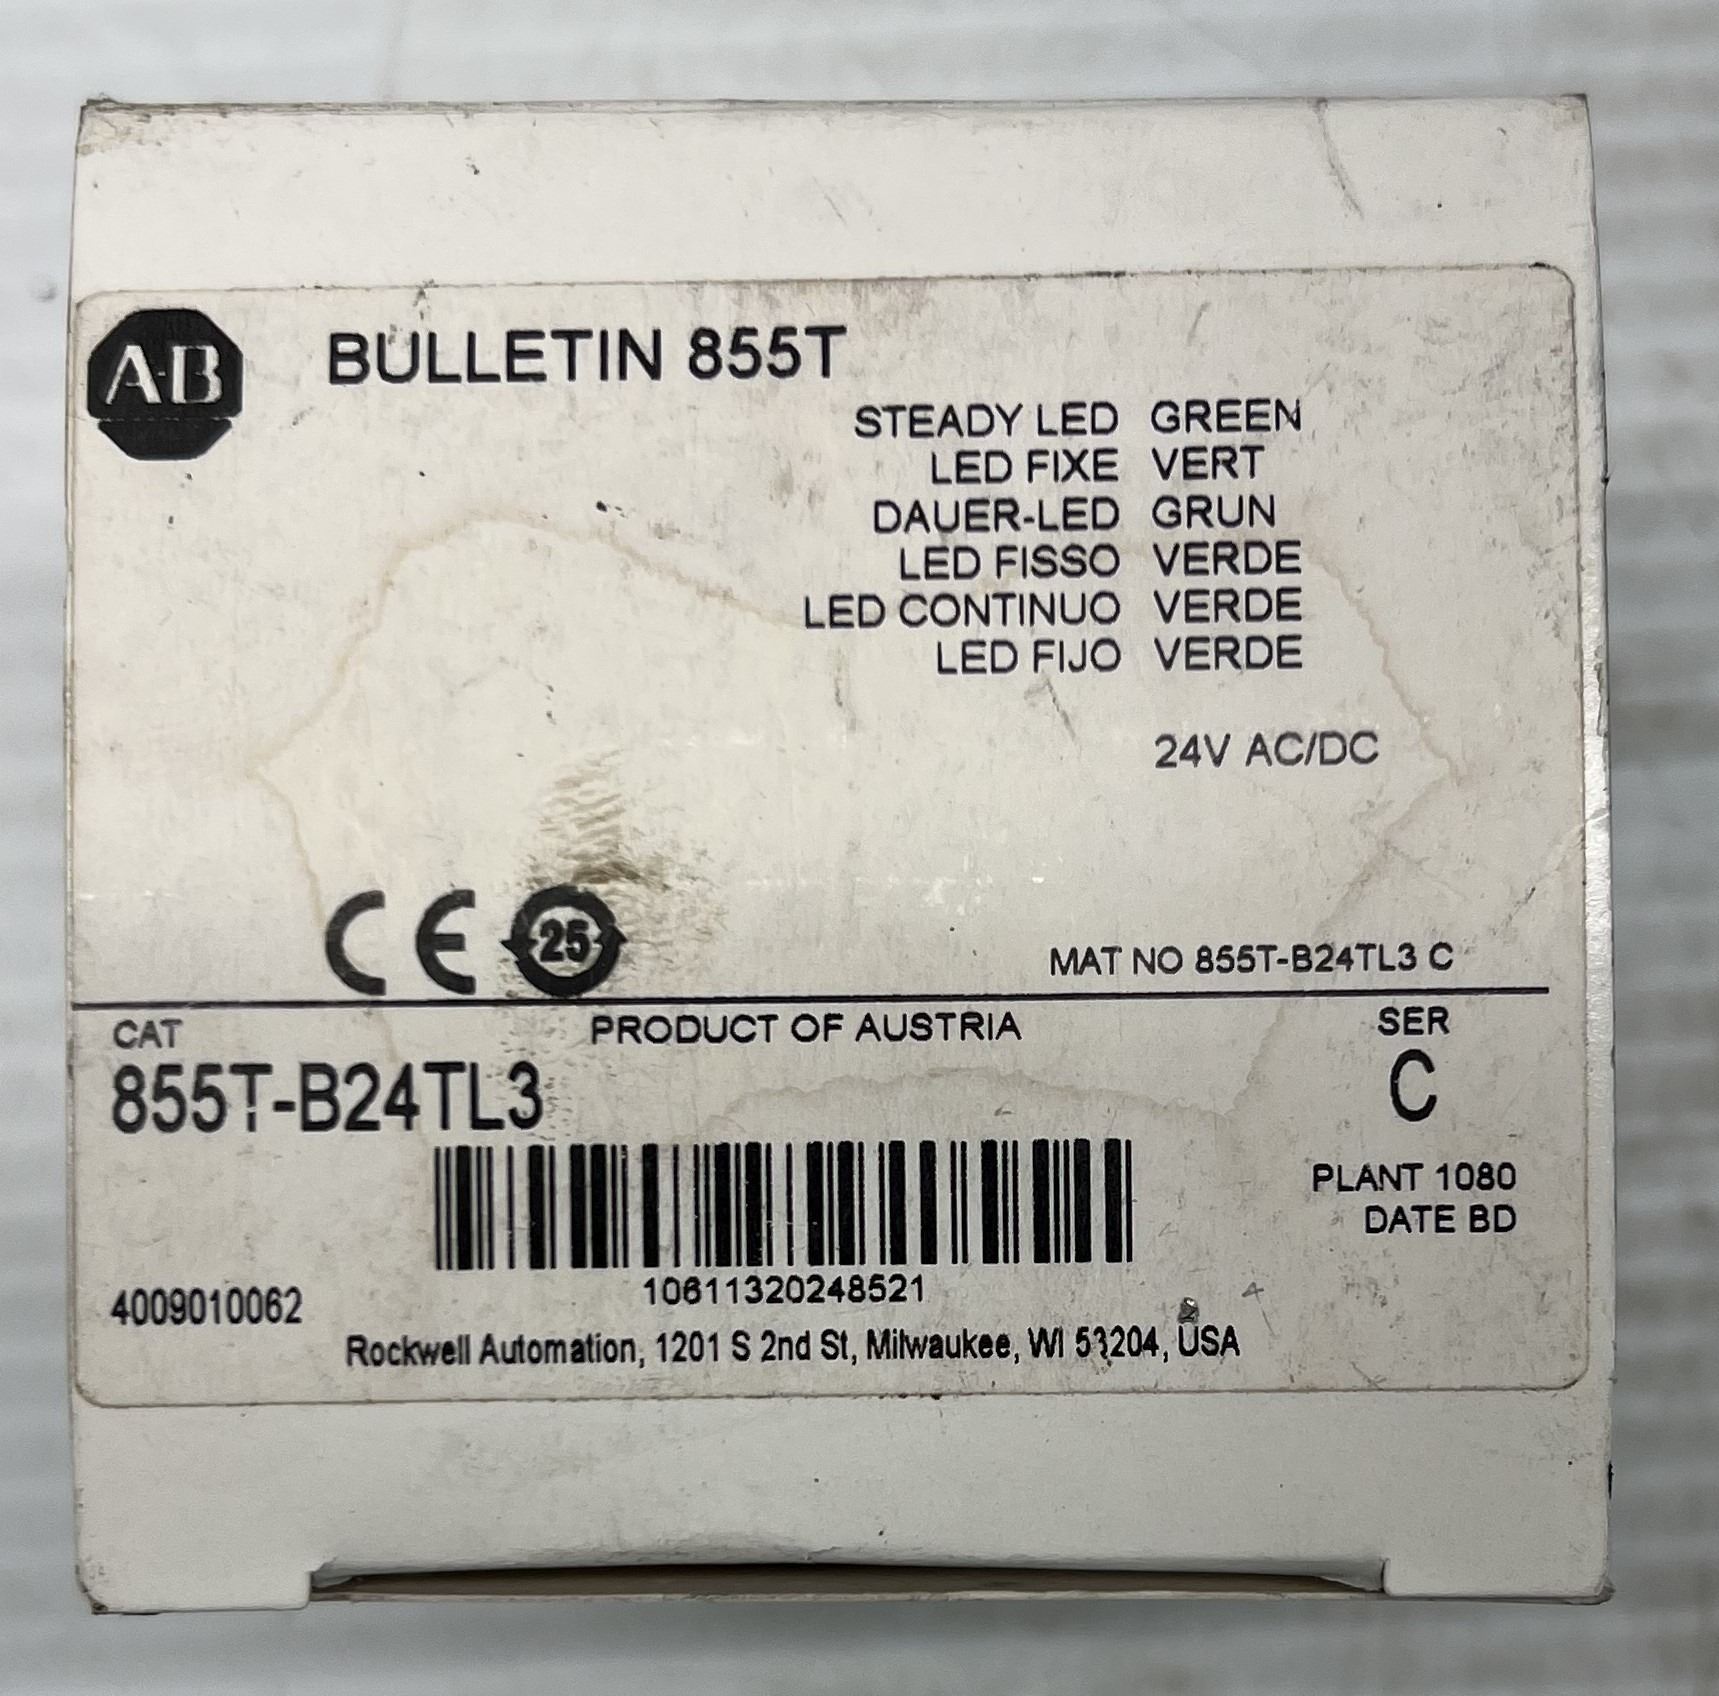 A-B
BULLETIN 855T
STEADY LED GREEN
LED FIXE VERT
DAUER-LED GRUN
LED FISSO VERDE
LED CONTINUO VERDE
LED FIJO VERDE
24V AC/DC
CE 25
MAT NO 855T-B24TL3 C
CAT PRODUCT OF AUSTRIA SER
855T-B24TL3 C
PLANT 1080
DATE BD
10611320248521
4009010062
Rockwell Automation, 1201 S 2nd St, Milwaukee, WI 53204, USA